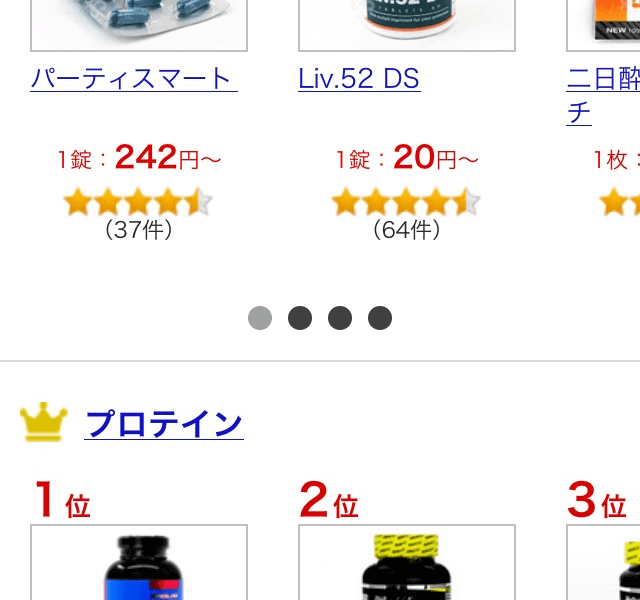 TABLETS
NEW
パーティスマート
Liv.52 DS
二日酔
チ
1錠：242円～
1錠：20円～
1枚：
（37件）
（64件）
プロテイン
1位
2位
3位